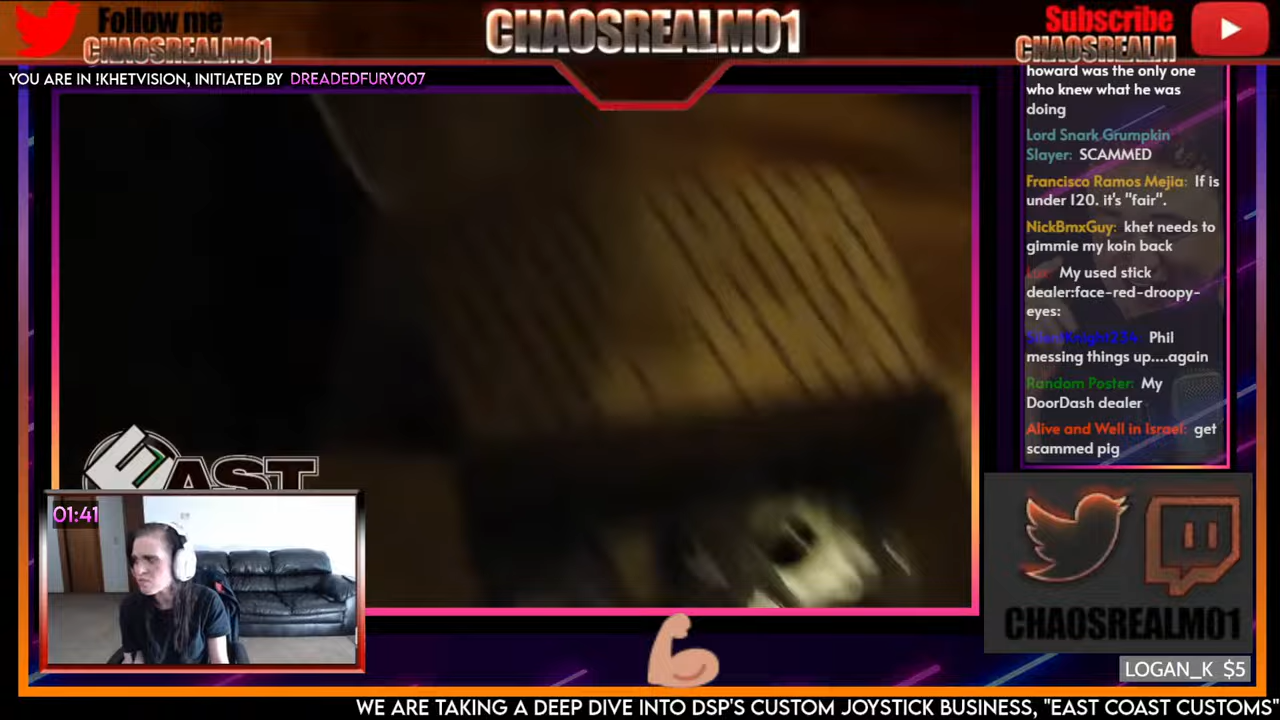 Follow me
CHAOSREALM01
CHAOSREALM01
Subscribe
CHAOSREALM
YOU ARE IN !KHETVISION, INITIATED BY DREADEDFURY007
howard was the only one
who knew what he was
doing
Lord Snark Grumpkin
Slayer: SCAMMED
Francisco Ramos Mejia: If is
under 120. it's "fair".
NickBmxGuy: khet needs to
gimmie my koin back
My used stick
dealer:face-red-droopy-
eyes:
Phil
messing things up....again
Random Poster: My
DoorDash dealer
Alive and Well in Israel: get
scammed pig
EAST
01:41
CHAOSREALM01
LOGAN_K $5
WE ARE TAKING A DEEP DIVE INTO DSP'S CUSTOM JOYSTICK BUSINESS, "EAST COAST CUSTOMS"